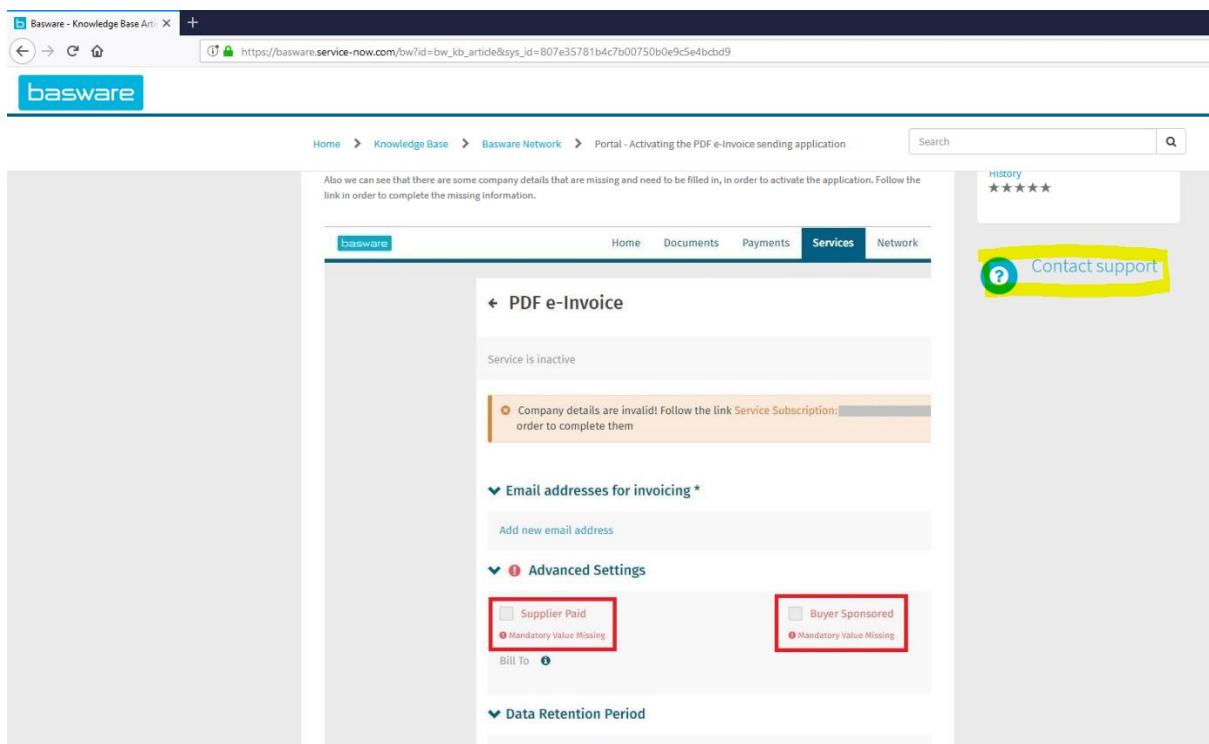 Basware - Knowledge Base Arti
https://basware.service-now.com/bw?id=bw_kb_article&sys_id=807e35781b4c7b00750b0e9c5e4bcbd9
basware
Home > Knowledge Base > Basware Network > Portal - Activating the PDF e-Invoice sending application
Search
Also we can see that there are some company details that are missing and need to be filled in, in order to activate the application. Follow the
link in order to complete the missing information.
History
basware Home Documents Payments Services Network
Contact support
PDF e-Invoice
Service is inactive
Company details are invalid! Follow the link Service Subscription:
order to complete them
Email addresses for invoicing *
Add new email address
Advanced Settings
Supplier Paid Buyer Sponsored
Mandatory Value Missing Mandatory Value Missing
Bill To
Data Retention Period